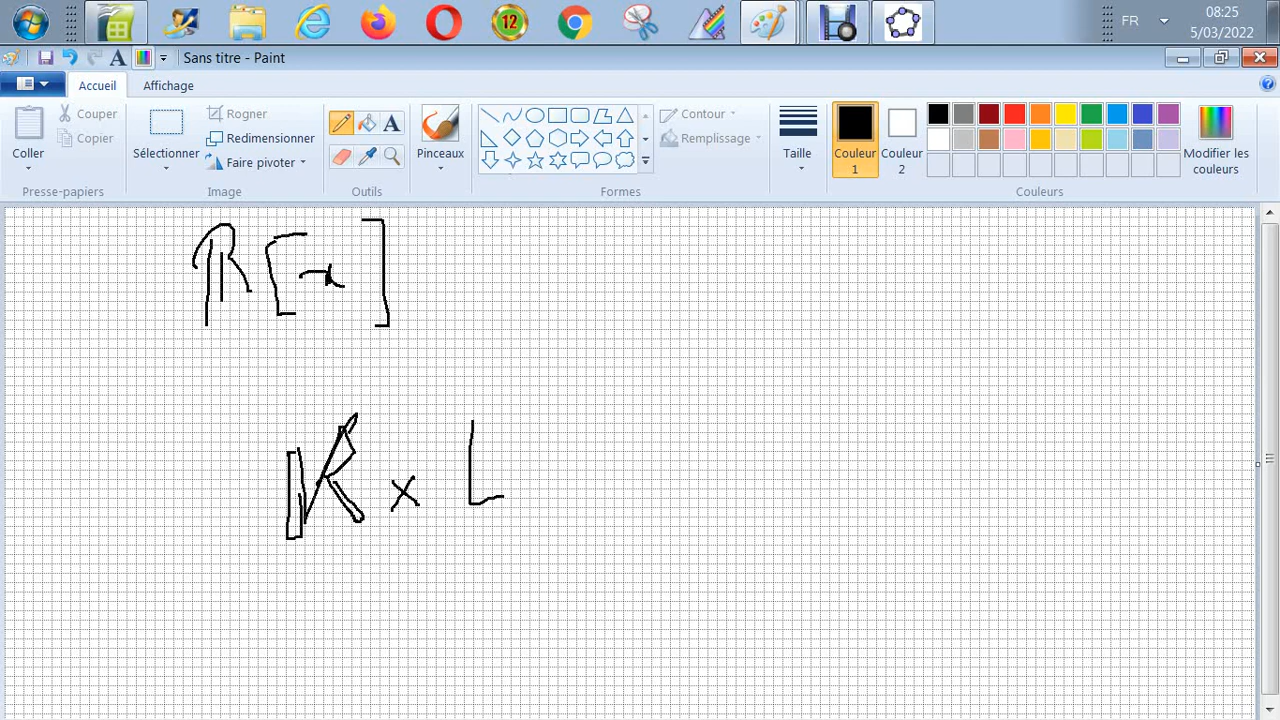 12
FR
08:25
5/03/2022
Sans titre - Paint
Accueil Affichage
Coller
Couper
Copier
Presse-papiers
Sélectionner
Rogner
Redimensionner
Faire pivoter
Image
A
Outils
Pinceaux
Contour
Remplissage
Formes
Taille
Couleur 1
Couleur 2
Modifier les couleurs
Couleurs
ℝ[x]
𝕂 × L